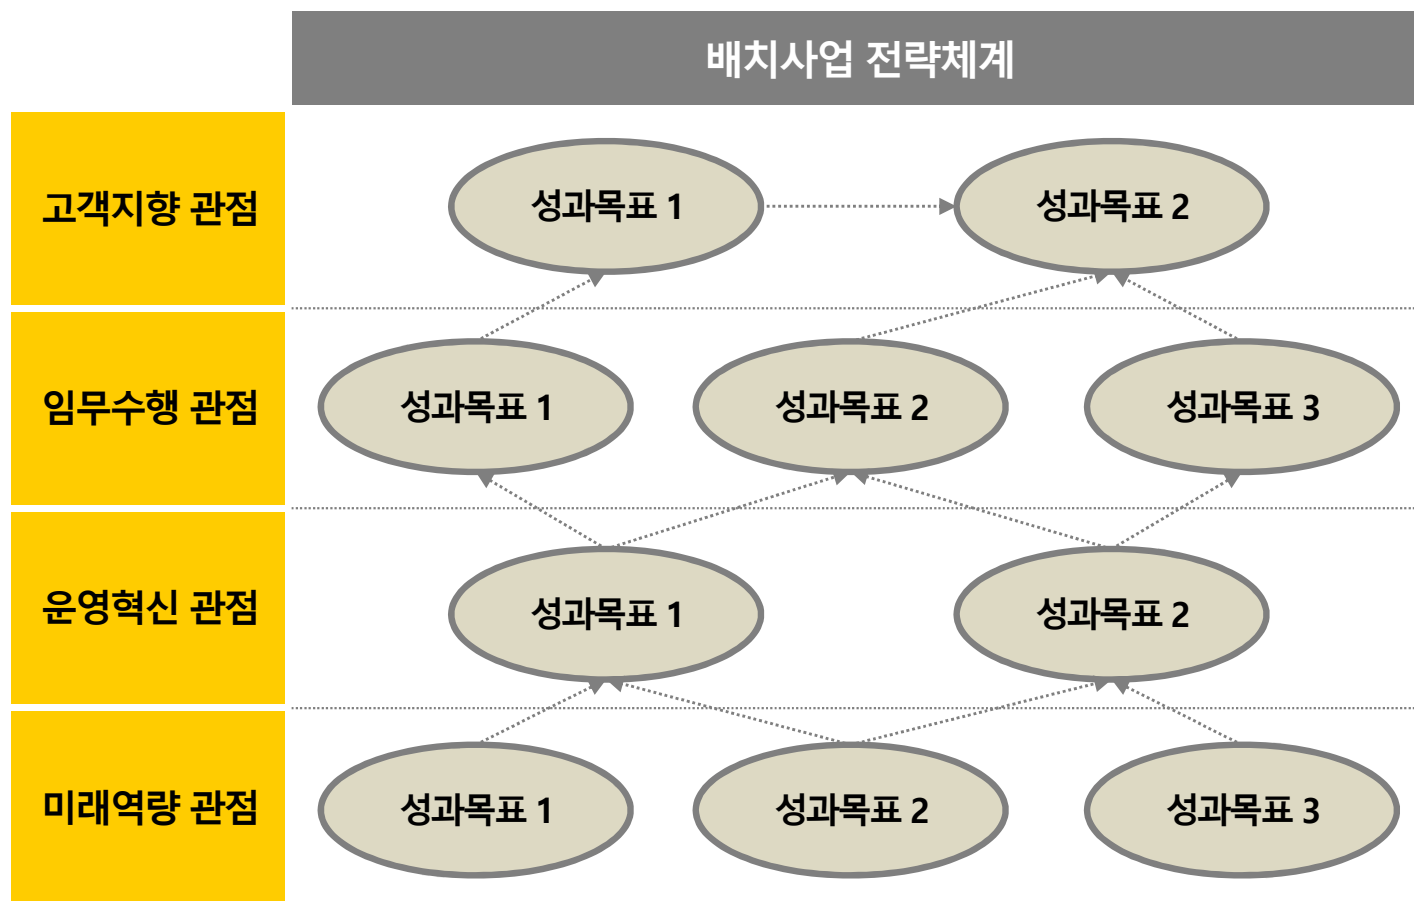 배치사업 전략체계
고객지향 관점
성과목표 1
성과목표 2
임무수행 관점
성과목표 1
성과목표 2
성과목표 3
운영혁신 관점
성과목표 1
성과목표 2
미래역량 관점
성과목표 1
성과목표 2
성과목표 3